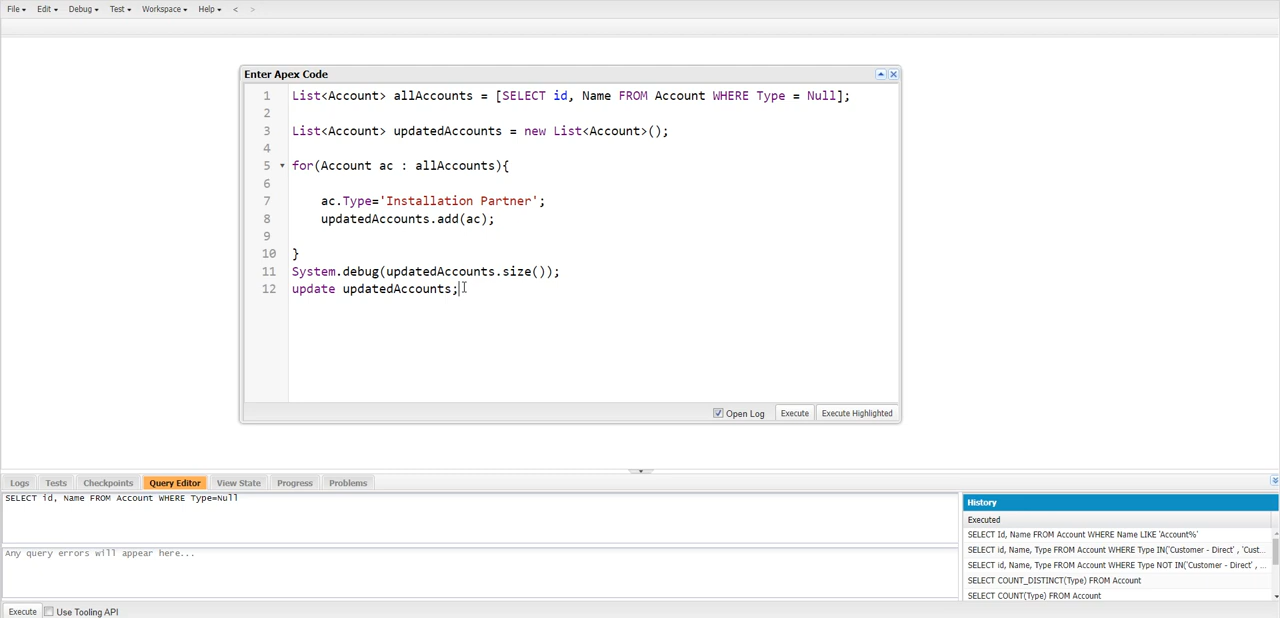 File Edit Debug Test Workspace Help < >
Enter Apex Code
1 List<Account> allAccounts = [SELECT id, Name FROM Account WHERE Type = Null];
2
3 List<Account> updatedAccounts = new List<Account>();
4
5 for(Account ac : allAccounts){
6
7 ac.Type='Installation Partner';
8 updatedAccounts.add(ac);
9
10 }
11 System.debug(updatedAccounts.size());
12 update updatedAccounts;
Open Log Execute Execute Highlighted
Logs Tests Checkpoints Query Editor View State Progress Problems
SELECT id, Name FROM Account WHERE Type=Null
Any query errors will appear here...
History
Executed
SELECT Id, Name FROM Account WHERE Name LIKE 'Account%'
SELECT id, Name, Type FROM Account WHERE Type IN('Customer - Direct' , 'Cust...
SELECT id, Name, Type FROM Account WHERE Type NOT IN('Customer - Direct' , ...
SELECT COUNT_DISTINCT(Type) FROM Account
SELECT COUNT(Type) FROM Account
Execute Use Tooling API